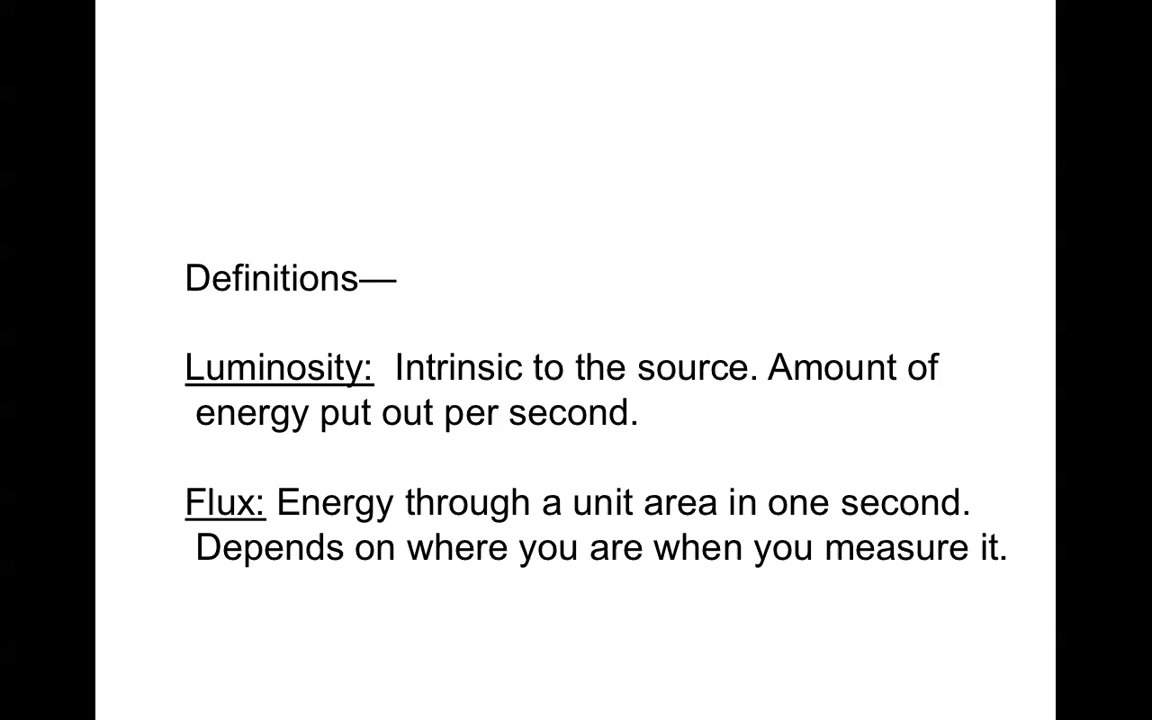 Definitions—
Luminosity: Intrinsic to the source. Amount of
energy put out per second.
Flux: Energy through a unit area in one second.
Depends on where you are when you measure it.